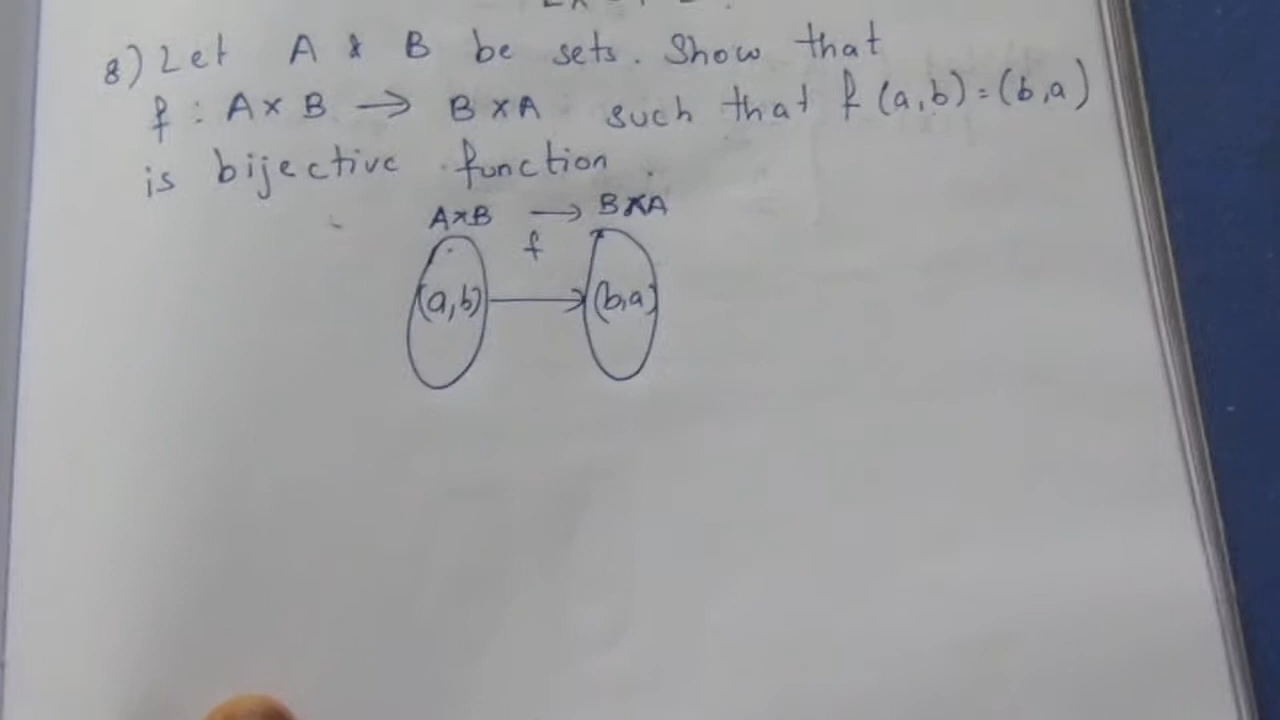 8) Let A & B be sets. Show that
f : A × B → B × A such that f (a,b) = (b,a)
is bijective function
A×B → B×A
f
(a,b) → (b,a)